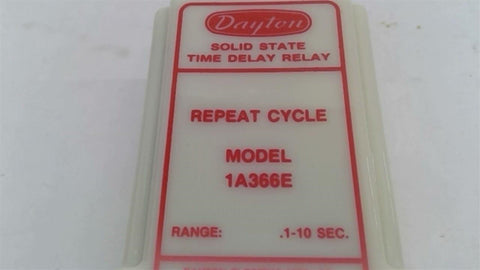 Dayton
SOLID STATE
TIME DELAY RELAY
REPEAT CYCLE
MODEL
1A366E
RANGE: .1-10 SEC.